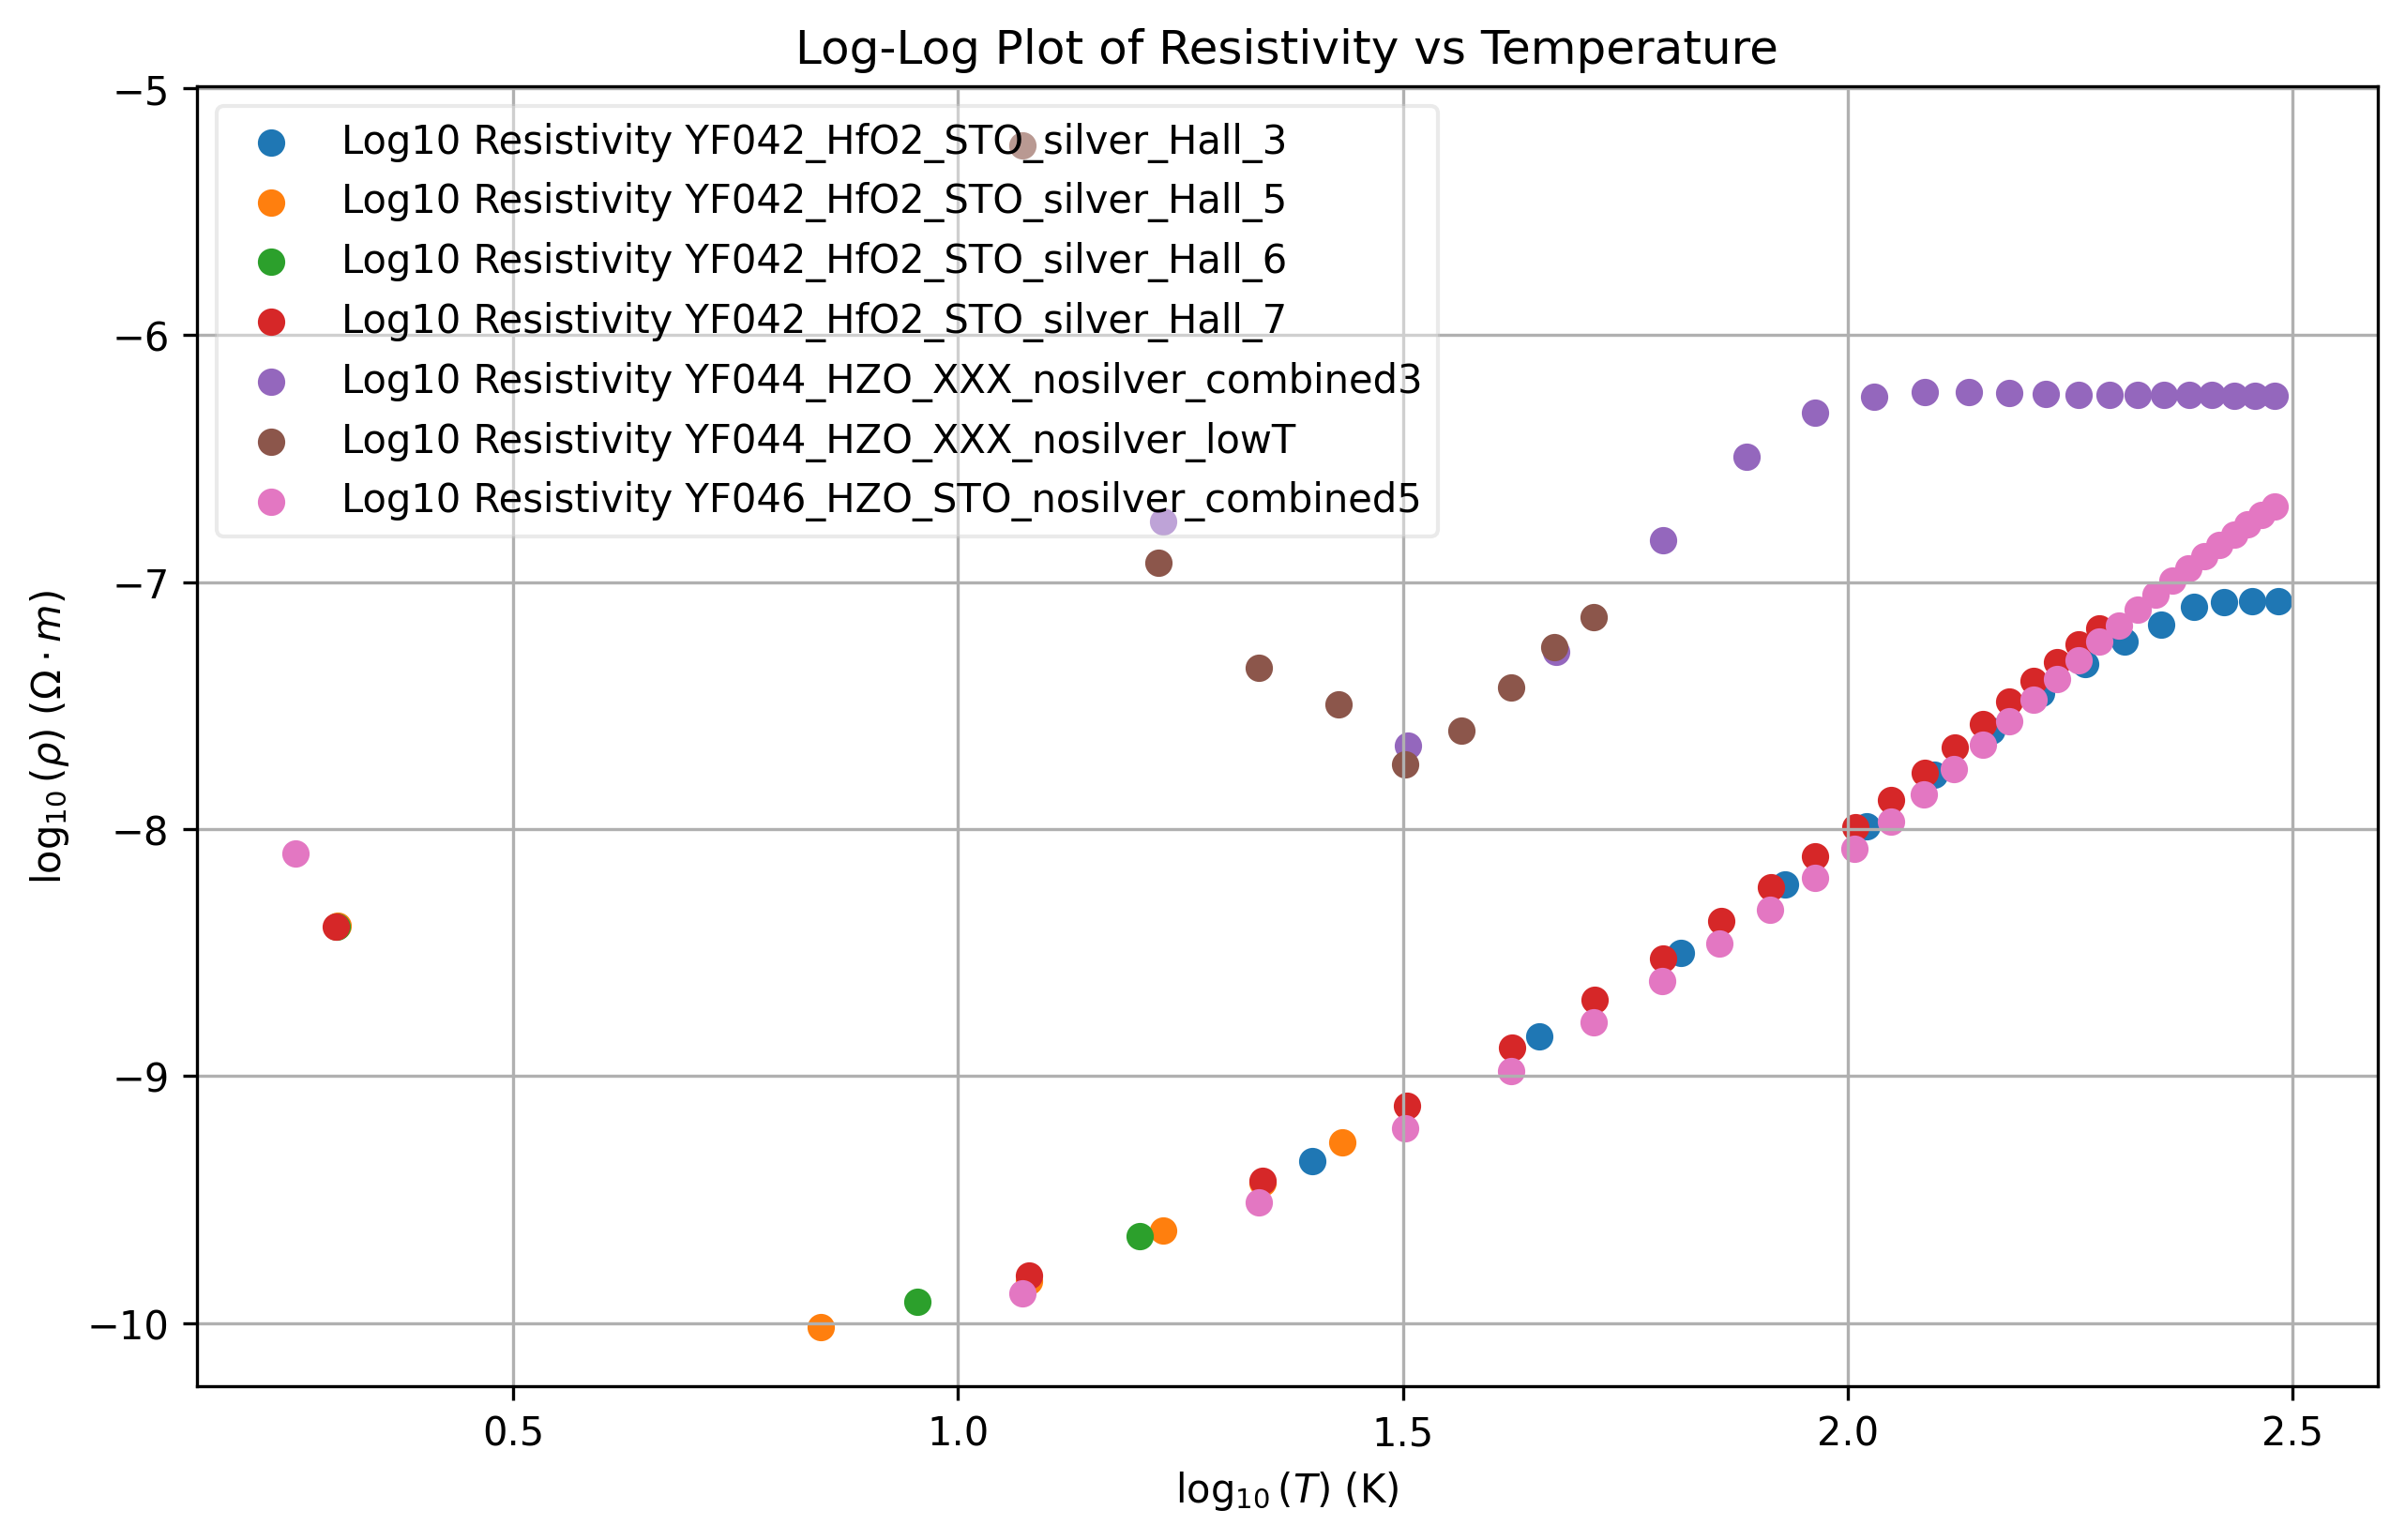 Log-Log Plot of Resistivity vs Temperature
−5
−6
−7
−8
−9
−10
log₁₀(ρ) (Ω · m)
Log10 Resistivity YF042_HfO2_STO_silver_Hall_3
Log10 Resistivity YF042_HfO2_STO_silver_Hall_5
Log10 Resistivity YF042_HfO2_STO_silver_Hall_6
Log10 Resistivity YF042_HfO2_STO_silver_Hall_7
Log10 Resistivity YF044_HZO_XXX_nosilver_combined3
Log10 Resistivity YF044_HZO_XXX_nosilver_lowT
Log10 Resistivity YF046_HZO_STO_nosilver_combined5
0.5 1.0 1.5 2.0 2.5
log₁₀(T) (K)